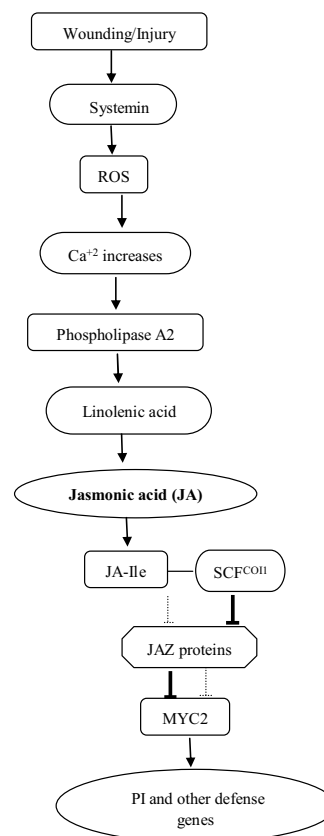 Wounding/Injury
Systemin
ROS
Ca⁺² increases
Phospholipase A2
Linolenic acid
Jasmonic acid (JA)
JA-Ile
SCFᶜᴼᴵ¹
JAZ proteins
MYC2
PI and other defense
genes